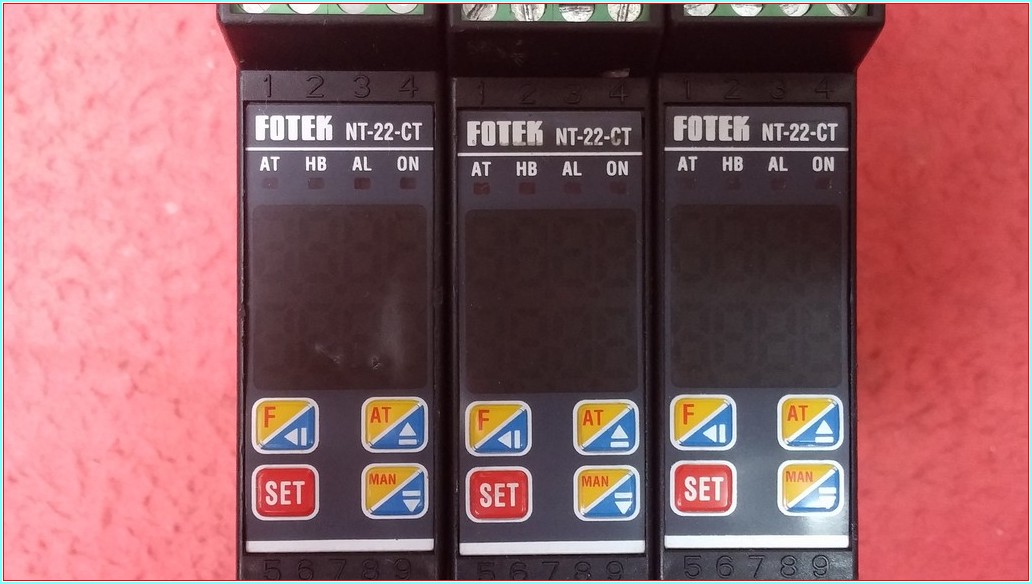 1 2 3 4
FOTEK NT-22-CT
AT HB AL ON
F AT
SET MAN
5 6 7 8 9
1 2 3 4
FOTEK NT-22-CT
AT HB AL ON
F AT
SET MAN
5 6 7 8 9
1 2 3 4
FOTEK NT-22-CT
AT HB AL ON
F AT
SET MAN
5 6 7 8 9